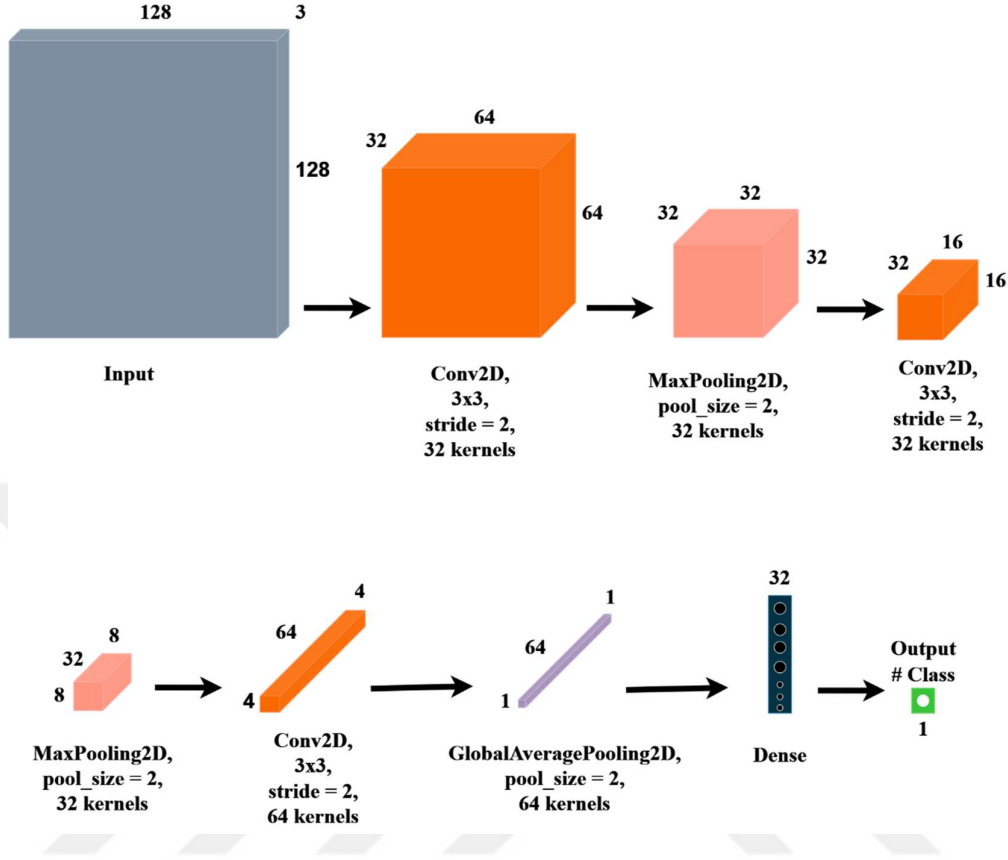 128
3
128
32
64
64
32
32
32
32
16
16
Input
Conv2D,
3x3,
stride = 2,
32 kernels
MaxPooling2D,
pool_size = 2,
32 kernels
Conv2D,
3x3,
stride = 2,
32 kernels
8
32
8
4
64
4
1
64
1
32
Output
# Class
1
MaxPooling2D,
pool_size = 2,
32 kernels
Conv2D,
3x3,
stride = 2,
64 kernels
GlobalAveragePooling2D,
pool_size = 2,
64 kernels
Dense